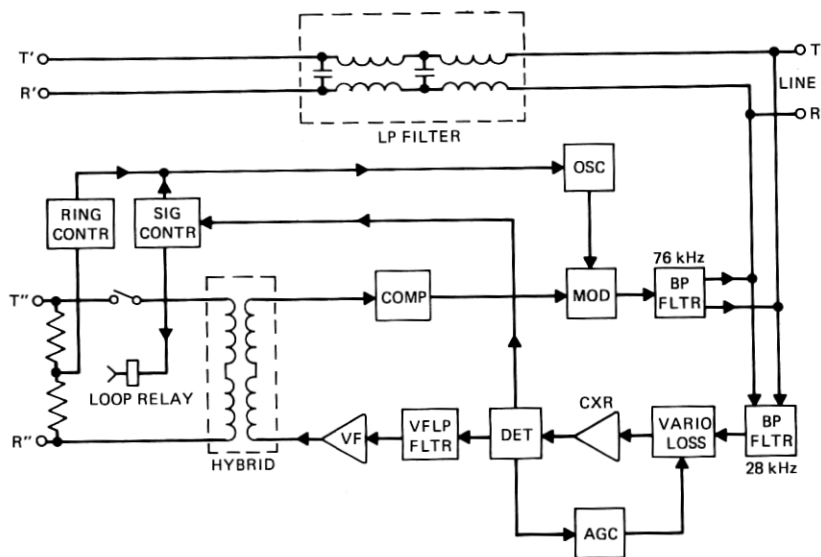 T'
T
R'
LINE
R
LP FILTER
OSC
RING
CONTR
SIG
CONTR
76 kHz
T"
COMP
MOD
BP
FLTR
LOOP RELAY
CXR
R"
HYBRID
VF
VFLP
FLTR
DET
VARIO
LOSS
BP
FLTR
28 kHz
AGC